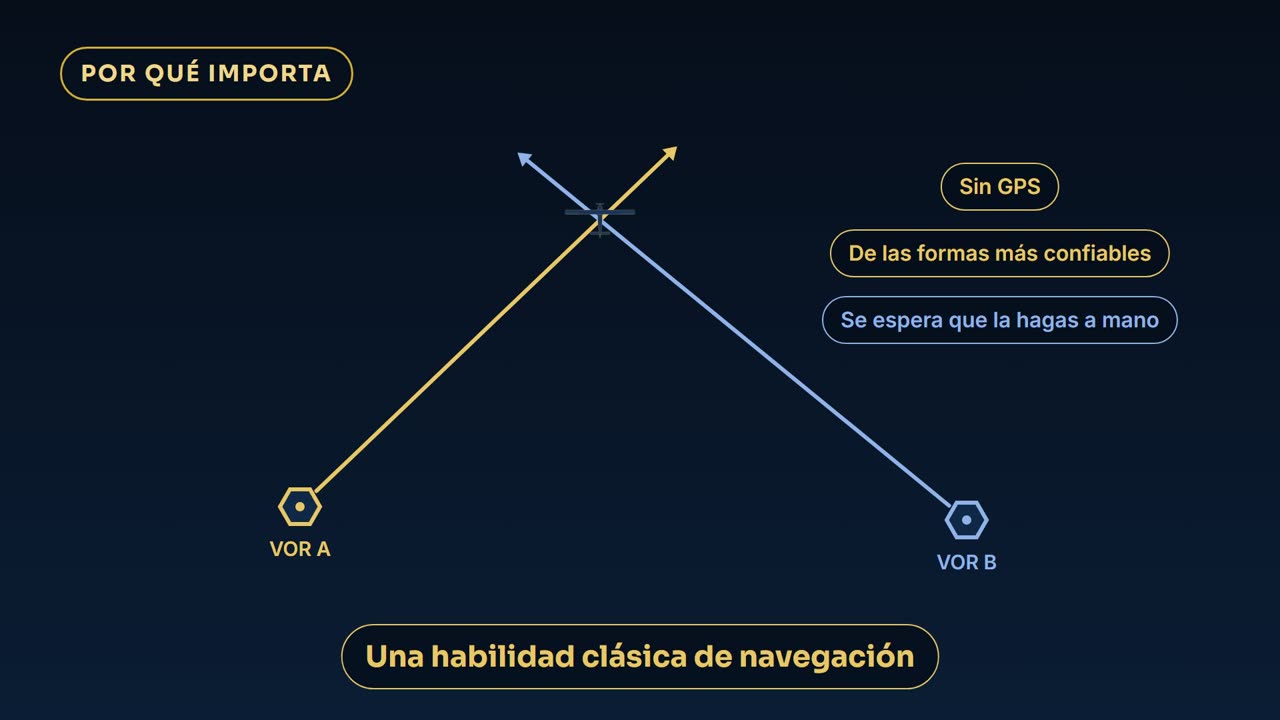 POR QUÉ IMPORTA
Sin GPS
De las formas más confiables
Se espera que la hagas a mano
VOR A
VOR B
Una habilidad clásica de navegación